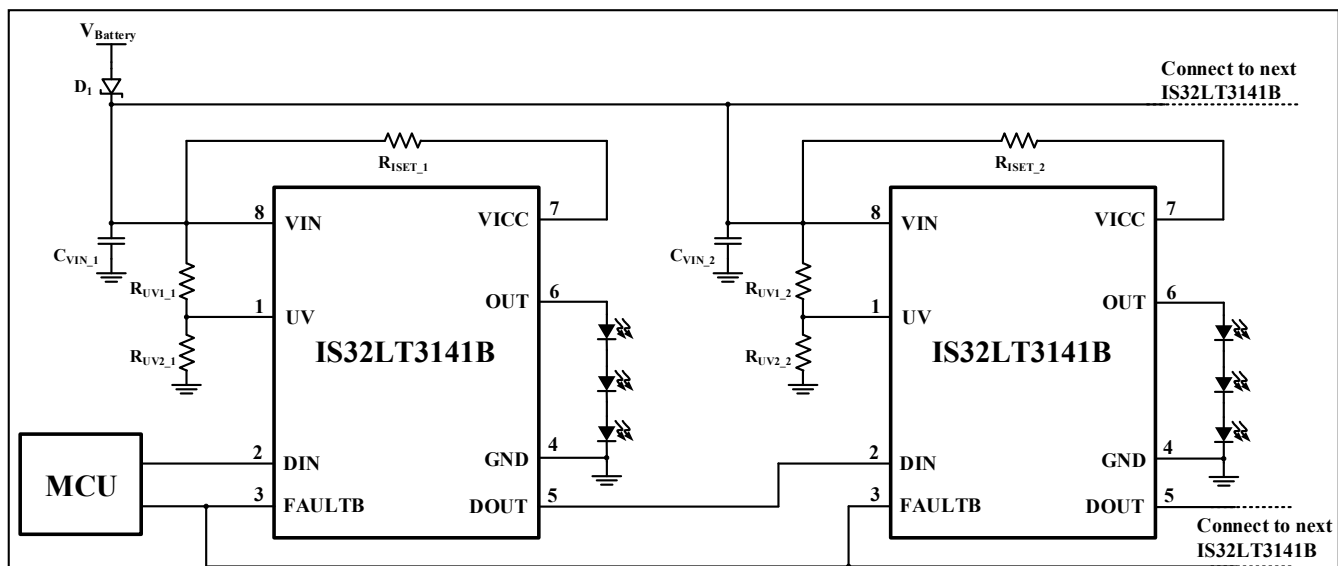 VBattery
D1
Connect to next
IS32LT3141B
RISET_1
RISET_2
8
VIN
VICC
7
8
VIN
VICC
7
CVIN_1
RUV1_1
CVIN_2
RUV1_2
OUT
6
OUT
6
1
UV
1
UV
RUV2_1
IS32LT3141B
RUV2_2
IS32LT3141B
MCU
2
DIN
GND
4
2
DIN
GND
4
3
FAULTB
DOUT
5
3
FAULTB
DOUT
5
Connect to next
IS32LT3141B